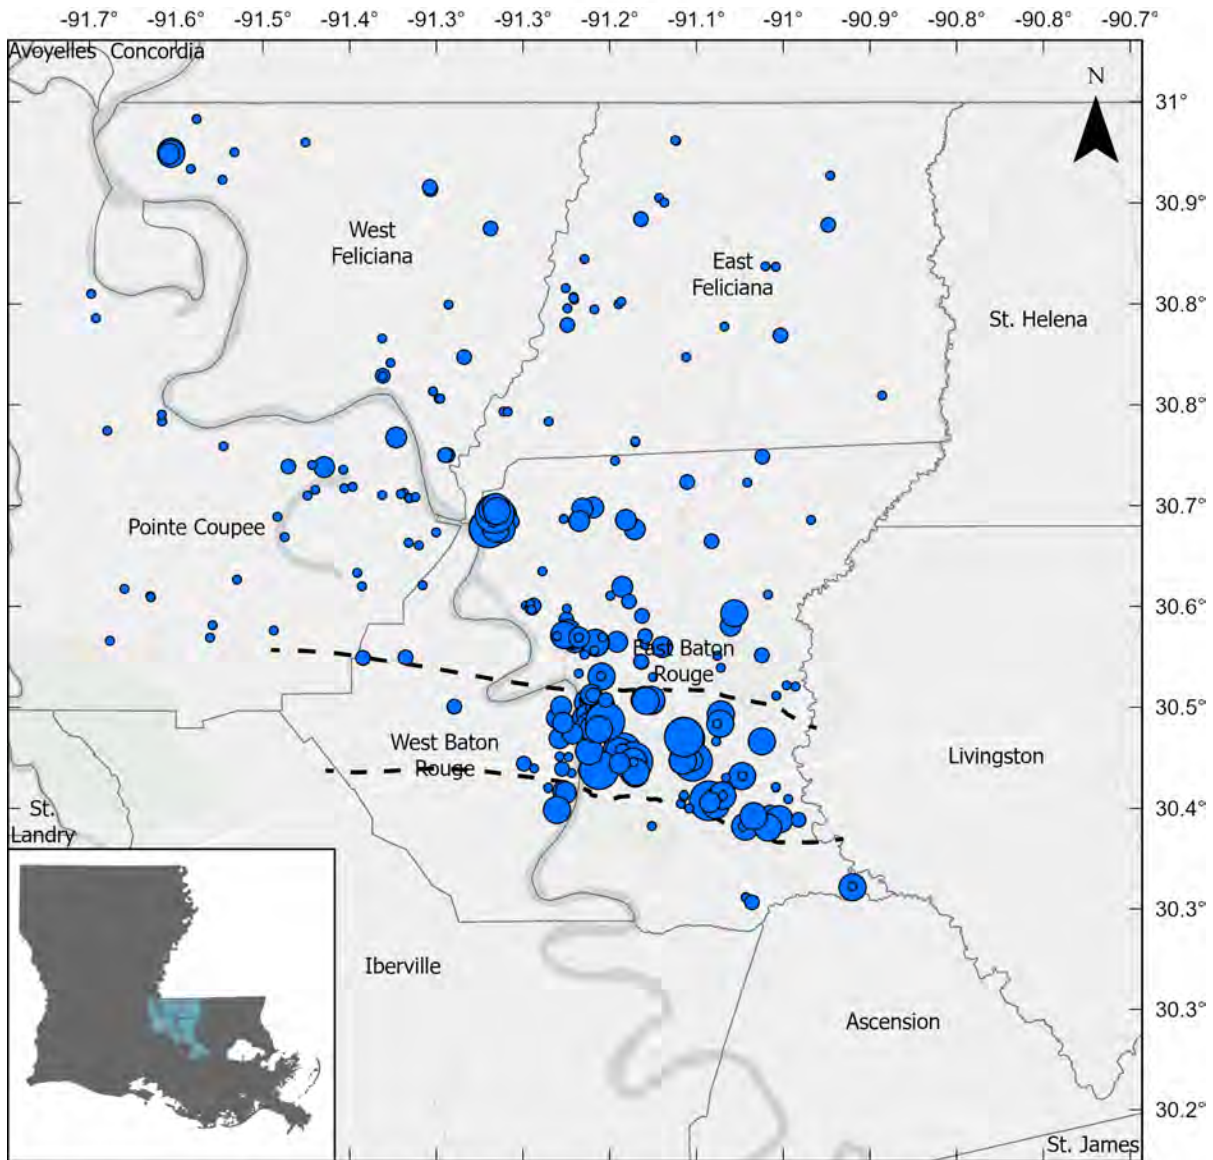 -91.7° -91.6° -91.5° -91.4° -91.3° -91.3° -91.2° -91.1° -91° -90.9° -90.8° -90.8° -90.7°
Avoyelles Concordia
N
31°
30.9°
West
Feliciana
East
Feliciana
30.8°
St. Helena
30.8°
30.7°
Pointe Coupee
30.6°
East Baton
Rouge
30.5°
West Baton
Rouge
Livingston
St.
Landry
30.4°
30.3°
Iberville
30.3°
Ascension
30.2°
St. James